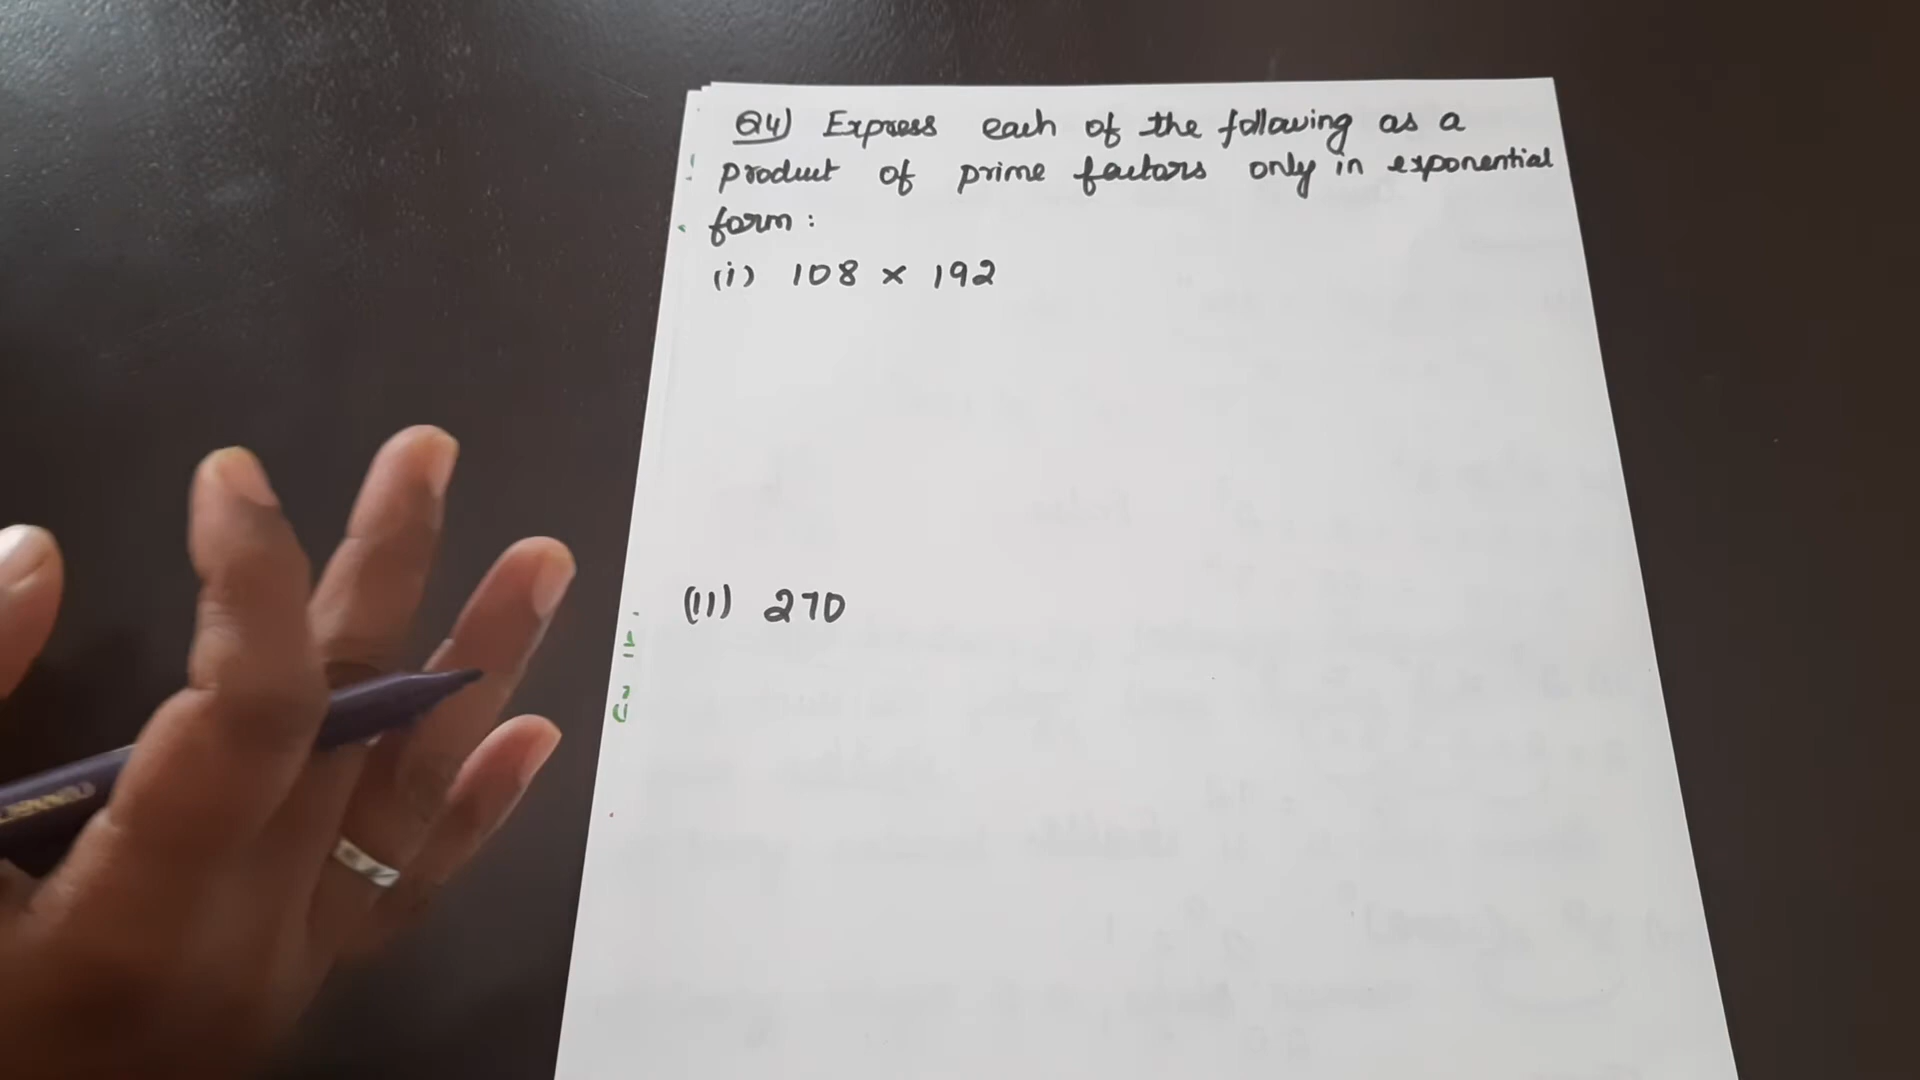 Q4) Express each of the following as a
product of prime factors only in exponential
form :
(i) 108 × 192
(ii) 270